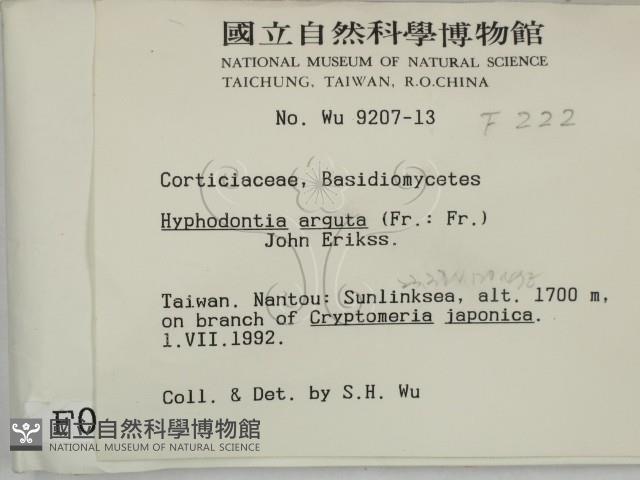 國立自然科學博物館
NATIONAL MUSEUM OF NATURAL SCIENCE
TAICHUNG, TAIWAN, R.O.CHINA
No. Wu 9207-13 F 222
Corticiaceae, Basidiomycetes
Hyphodontia arguta (Fr.: Fr.)
John Erikss.
Taiwan. Nantou: Sunlinksea, alt. 1700 m,
on branch of Cryptomeria japonica.
1.VII.1992.
Coll. & Det. by S.H. Wu
F0
國立自然科學博物館
NATIONAL MUSEUM OF NATURAL SCIENCE